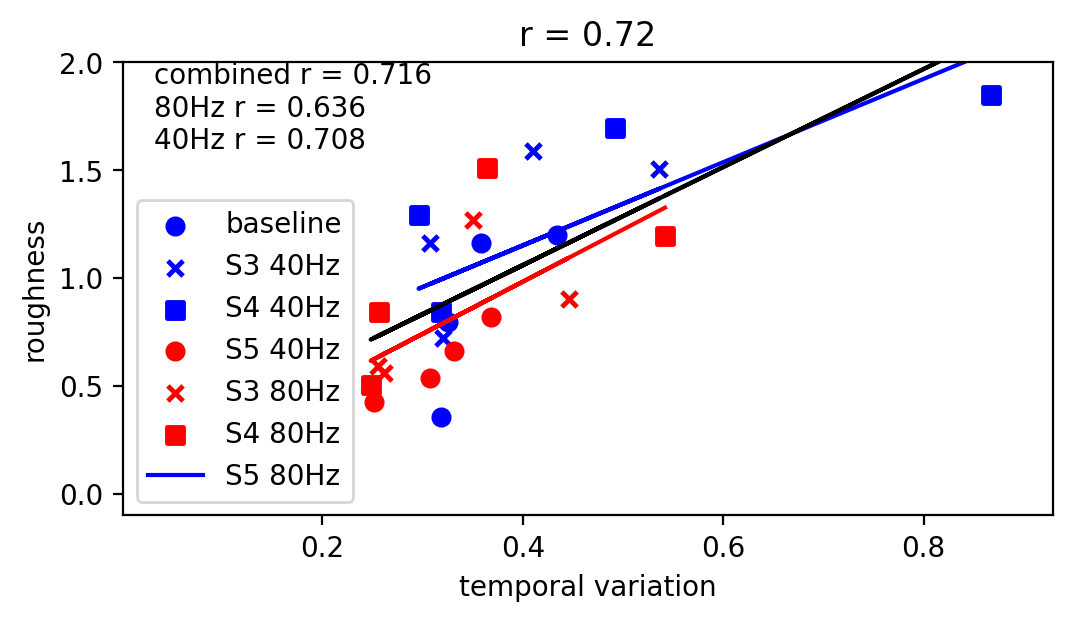 r = 0.72
combined r = 0.716
80Hz r = 0.636
40Hz r = 0.708
baseline
S3 40Hz
S4 40Hz
S5 40Hz
S3 80Hz
S4 80Hz
S5 80Hz
2.0
1.5
1.0
0.5
0.0
roughness
0.2 0.4 0.6 0.8
temporal variation